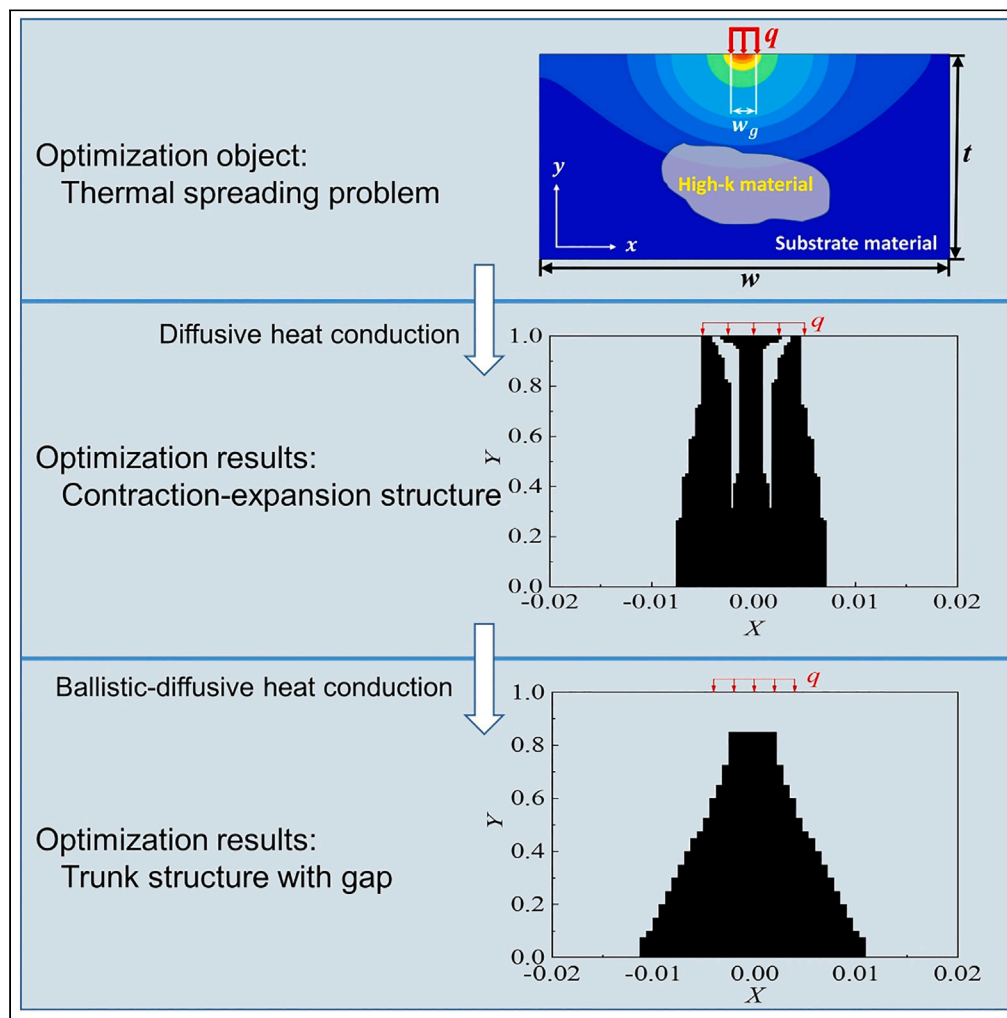 q
w_g
t
Optimization object:
Thermal spreading problem
High-k material
y
x
Substrate material
w
Diffusive heat conduction
q
1.0
0.8
0.6
Y
0.4
0.2
0.0
-0.02
-0.01
0.00
0.01
0.02
X
Optimization results:
Contraction-expansion structure
Ballistic-diffusive heat conduction
q
1.0
0.8
0.6
Y
0.4
0.2
0.0
-0.02
-0.01
0.00
0.01
0.02
X
Optimization results:
Trunk structure with gap